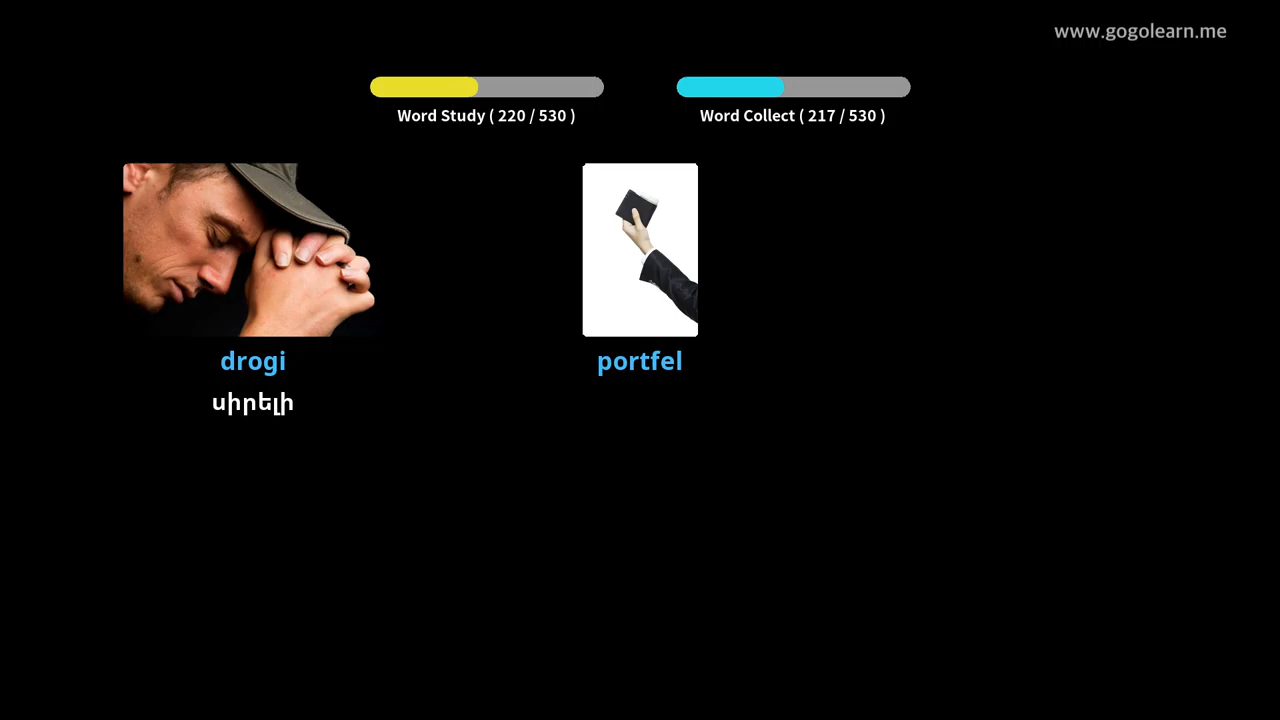 www.gogolearn.me
Word Study ( 220 / 530 )
Word Collect ( 217 / 530 )
drogi
portfel
սիրելի